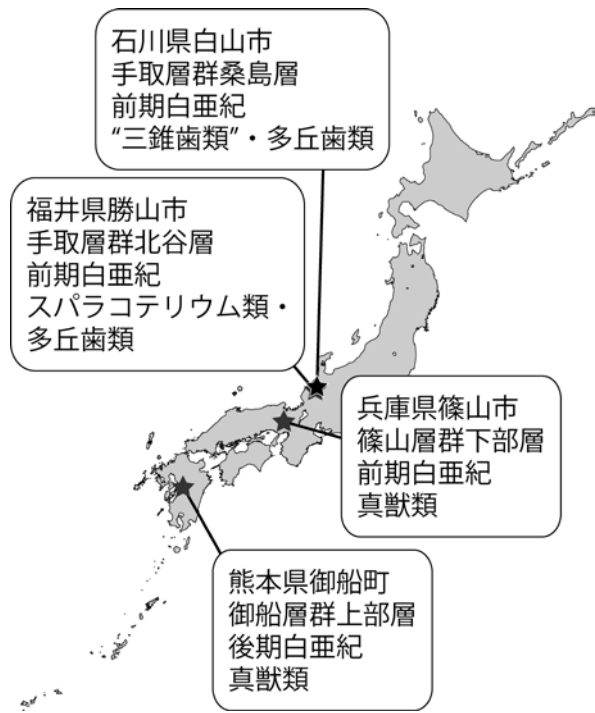 石川県白山市
手取層群桑島層
前期白亜紀
“三錐歯類”・多丘歯類
福井県勝山市
手取層群北谷層
前期白亜紀
スパラコテリウム類・
多丘歯類
兵庫県篠山市
篠山層群下部層
前期白亜紀
真獣類
熊本県御船町
御船層群上部層
後期白亜紀
真獣類